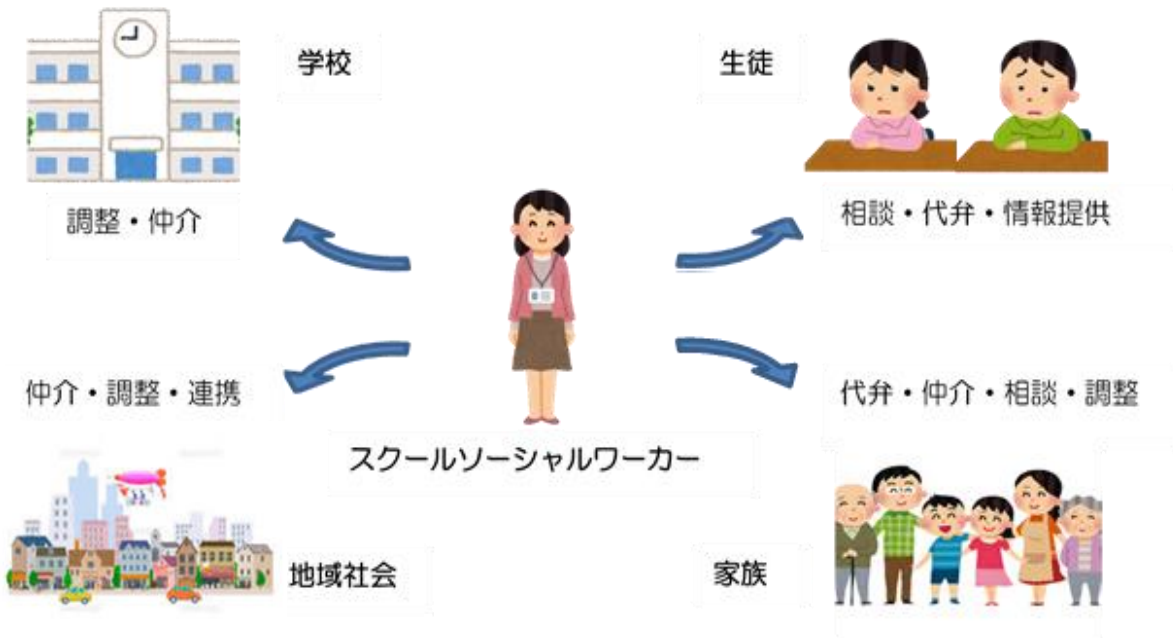 学校
生徒
調整・仲介
相談・代弁・情報提供
仲介・調整・連携
代弁・仲介・相談・調整
スクールソーシャルワーカー
地域社会
家族